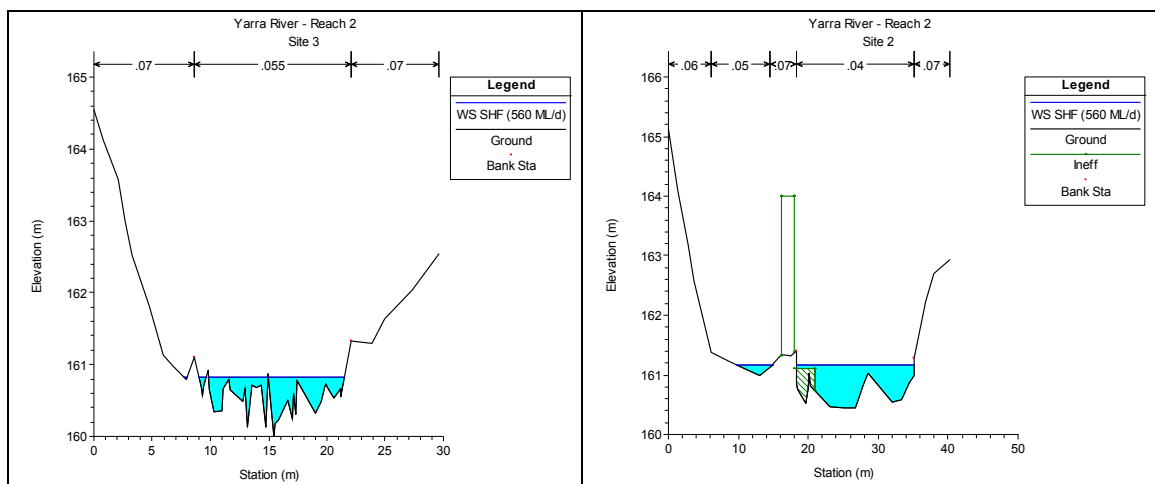 Yarra River - Reach 2
Site 3
.07 .055 .07
Legend
WS SHF (560 ML/d)
Ground
Bank Sta
165
164
163
162
161
160
Elevation (m)
0 5 10 15 20 25 30
Station (m)
Yarra River - Reach 2
Site 2
.06 .05 .07 .04 .07
Legend
WS SHF (560 ML/d)
Ground
Ineff
Bank Sta
166
165
164
163
162
161
160
Elevation (m)
0 10 20 30 40 50
Station (m)